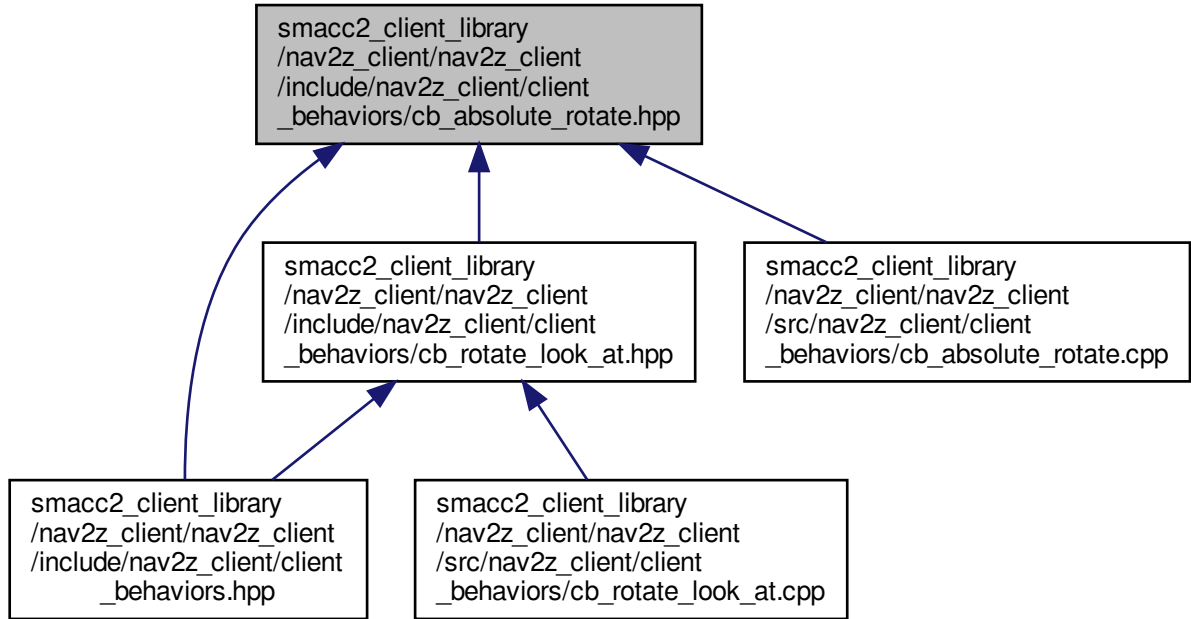 smacc2_client_library
/nav2z_client/nav2z_client
/include/nav2z_client/client
_behaviors/cb_absolute_rotate.hpp
smacc2_client_library
/nav2z_client/nav2z_client
/include/nav2z_client/client
_behaviors/cb_rotate_look_at.hpp
smacc2_client_library
/nav2z_client/nav2z_client
/src/nav2z_client/client
_behaviors/cb_absolute_rotate.cpp
smacc2_client_library
/nav2z_client/nav2z_client
/include/nav2z_client/client
_behaviors.hpp
smacc2_client_library
/nav2z_client/nav2z_client
/src/nav2z_client/client
_behaviors/cb_rotate_look_at.cpp